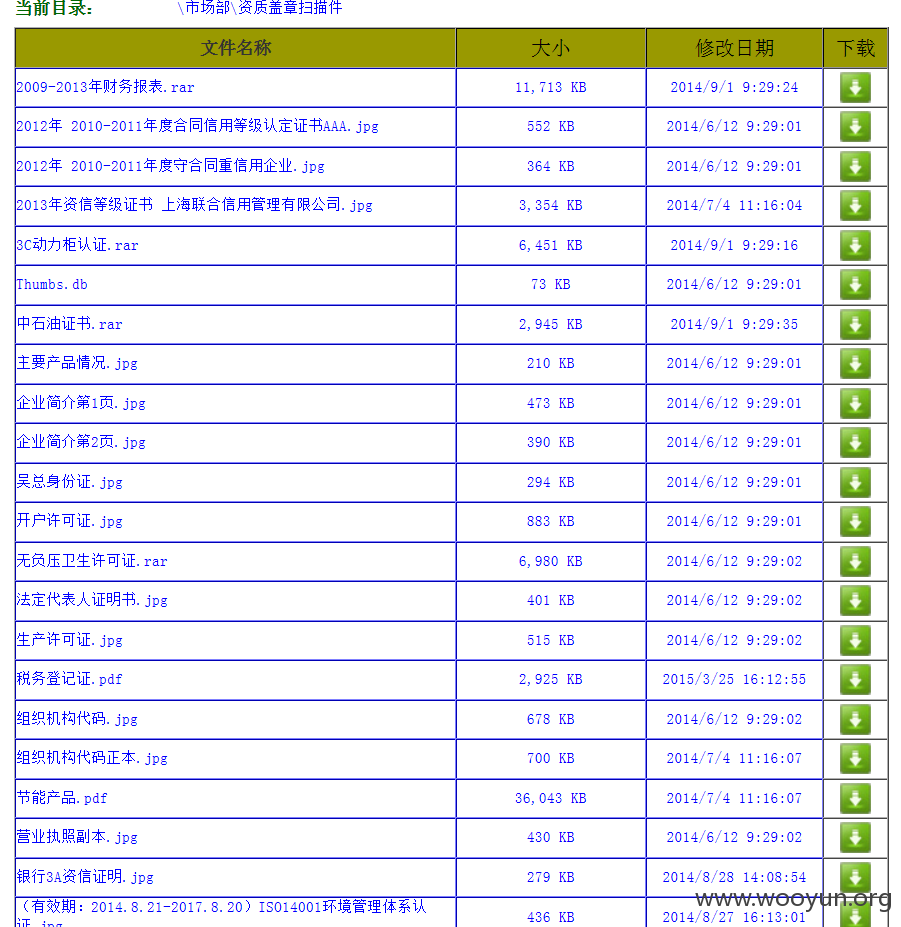 当前目录： \市场部\资质盖章扫描件
文件名称 大小 修改日期 下载
2009-2013年财务报表.rar 11,713 KB 2014/9/1 9:29:24
2012年 2010-2011年度合同信用等级认定证书AAA.jpg 552 KB 2014/6/12 9:29:01
2012年 2010-2011年度守合同重信用企业.jpg 364 KB 2014/6/12 9:29:01
2013年资信等级证书 上海联合信用管理有限公司.jpg 3,354 KB 2014/7/4 11:16:04
3C动力柜认证.rar 6,451 KB 2014/9/1 9:29:16
Thumbs.db 73 KB 2014/6/12 9:29:01
中石油证书.rar 2,945 KB 2014/9/1 9:29:35
主要产品情况.jpg 210 KB 2014/6/12 9:29:01
企业简介第1页.jpg 473 KB 2014/6/12 9:29:01
企业简介第2页.jpg 390 KB 2014/6/12 9:29:01
吴总身份证.jpg 294 KB 2014/6/12 9:29:01
开户许可证.jpg 883 KB 2014/6/12 9:29:01
无负压卫生许可证.rar 6,980 KB 2014/6/12 9:29:02
法定代表人证明书.jpg 401 KB 2014/6/12 9:29:02
生产许可证.jpg 515 KB 2014/6/12 9:29:02
税务登记证.pdf 2,925 KB 2015/3/25 16:12:55
组织机构代码.jpg 678 KB 2014/6/12 9:29:02
组织机构代码正本.jpg 700 KB 2014/7/4 11:16:07
节能产品.pdf 36,043 KB 2014/7/4 11:16:07
营业执照副本.jpg 430 KB 2014/6/12 9:29:02
银行3A资信证明.jpg 279 KB 2014/8/28 14:08:54
www.wooyun.org
（有效期：2014.8.21-2017.8.20）ISO14001环境管理体系认
证.jpg 436 KB 2014/8/27 16:13:01